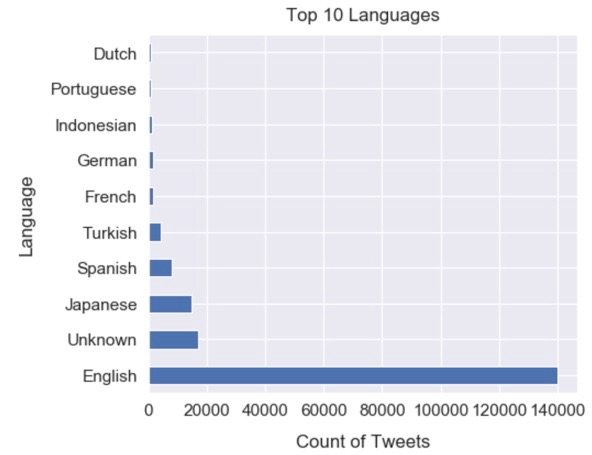 Top 10 Languages
Dutch
Portuguese
Indonesian
German
French
Turkish
Spanish
Japanese
Unknown
English
Language
0 20000 40000 60000 80000 100000 120000 140000
Count of Tweets